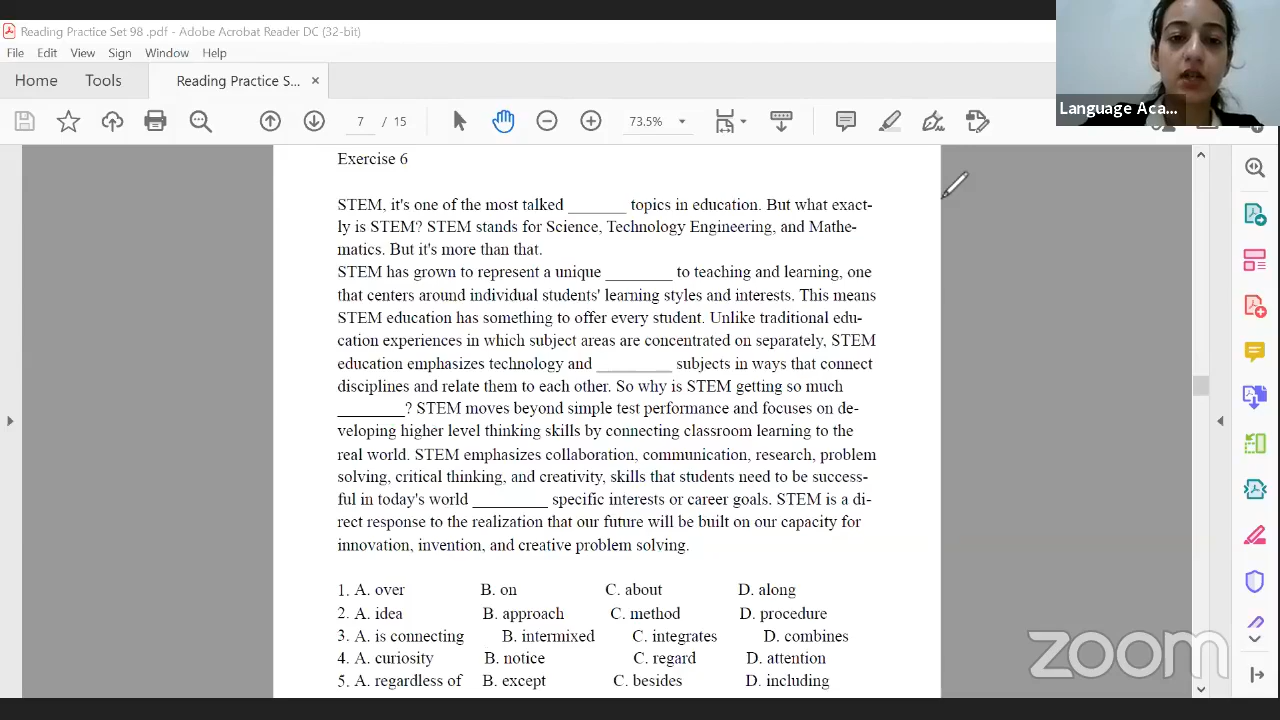 Reading Practice Set 98 .pdf - Adobe Acrobat Reader DC (32-bit)
File Edit View Sign Window Help
Home Tools Reading Practice S... ×
7 / 15 73.5%
Language Aca...
Exercise 6
STEM, it's one of the most talked _______ topics in education. But what exact-
ly is STEM? STEM stands for Science, Technology Engineering, and Mathe-
matics. But it's more than that.
STEM has grown to represent a unique ________ to teaching and learning, one
that centers around individual students' learning styles and interests. This means
STEM education has something to offer every student. Unlike traditional edu-
cation experiences in which subject areas are concentrated on separately, STEM
education emphasizes technology and _________ subjects in ways that connect
disciplines and relate them to each other. So why is STEM getting so much
________? STEM moves beyond simple test performance and focuses on de-
veloping higher level thinking skills by connecting classroom learning to the
real world. STEM emphasizes collaboration, communication, research, problem
solving, critical thinking, and creativity, skills that students need to be success-
ful in today's world _________ specific interests or career goals. STEM is a di-
rect response to the realization that our future will be built on our capacity for
innovation, invention, and creative problem solving.
1. A. over B. on C. about D. along
2. A. idea B. approach C. method D. procedure
3. A. is connecting B. intermixed C. integrates D. combines
4. A. curiosity B. notice C. regard D. attention
5. A. regardless of B. except C. besides D. including
zoom